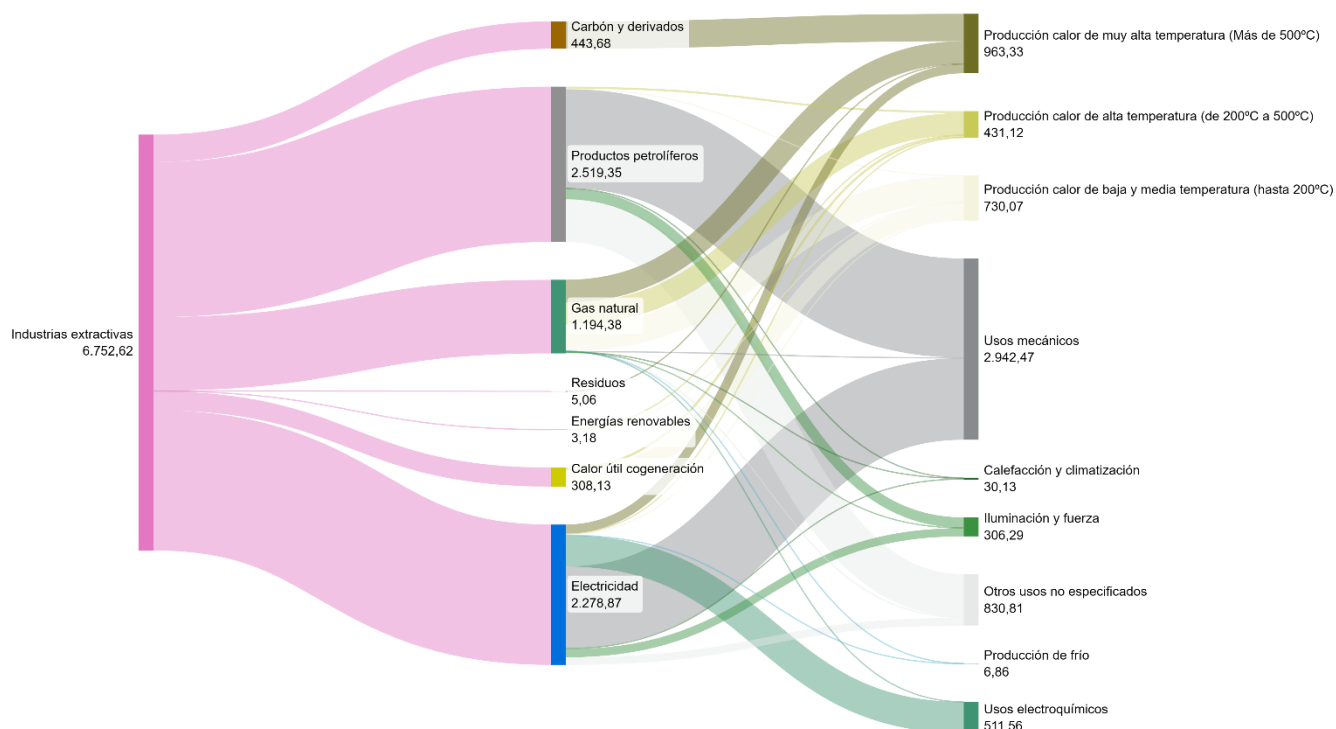 Industrias extractivas
6.752,62
Carbón y derivados
443,68
Productos petrolíferos
2.519,35
Gas natural
1.194,38
Residuos
5,06
Energías renovables
3,18
Calor útil cogeneración
308,13
Electricidad
2.278,87
Producción calor de muy alta temperatura (Más de 500ºC)
963,33
Producción calor de alta temperatura (de 200ºC a 500ºC)
431,12
Producción calor de baja y media temperatura (hasta 200ºC)
730,07
Usos mecánicos
2.942,47
Calefacción y climatización
30,13
Iluminación y fuerza
306,29
Otros usos no especificados
830,81
Producción de frío
6,86
Usos electroquímicos
511,56